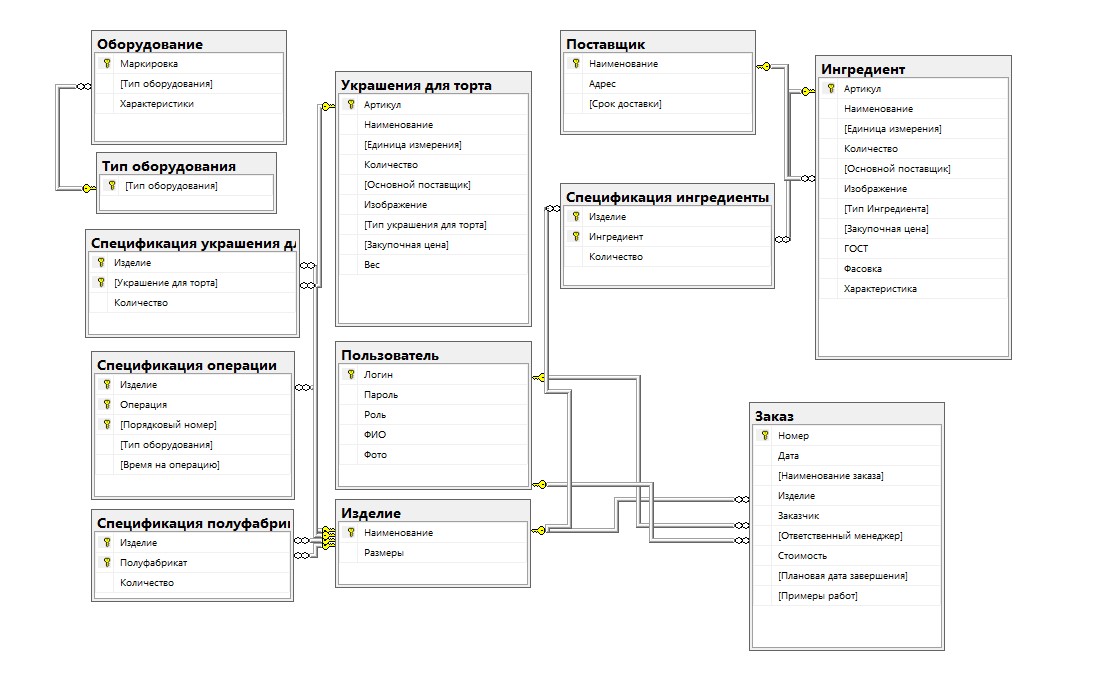 Оборудование
Маркировка
[Тип оборудования]
Характеристики
Тип оборудования
[Тип оборудования]
Спецификация украшения дл
Изделие
[Украшение для торта]
Количество
Спецификация операции
Изделие
Операция
[Порядковый номер]
[Тип оборудования]
[Время на операцию]
Спецификация полуфабри
Изделие
Полуфабрикат
Количество
Украшения для торта
Артикул
Наименование
[Единица измерения]
Количество
[Основной поставщик]
Изображение
[Тип украшения для торта]
[Закупочная цена]
Вес
Пользователь
Логин
Пароль
Роль
ФИО
Фото
Изделие
Наименование
Размеры
Поставщик
Наименование
Адрес
[Срок доставки]
Спецификация ингредиенты
Изделие
Ингредиент
Количество
Ингредиент
Артикул
Наименование
[Единица измерения]
Количество
[Основной поставщик]
Изображение
[Тип Ингредиента]
[Закупочная цена]
ГОСТ
Фасовка
Характеристика
Заказ
Номер
Дата
[Наименование заказа]
Изделие
Заказчик
[Ответственный менеджер]
Стоимость
[Плановая дата завершения]
[Примеры работ]